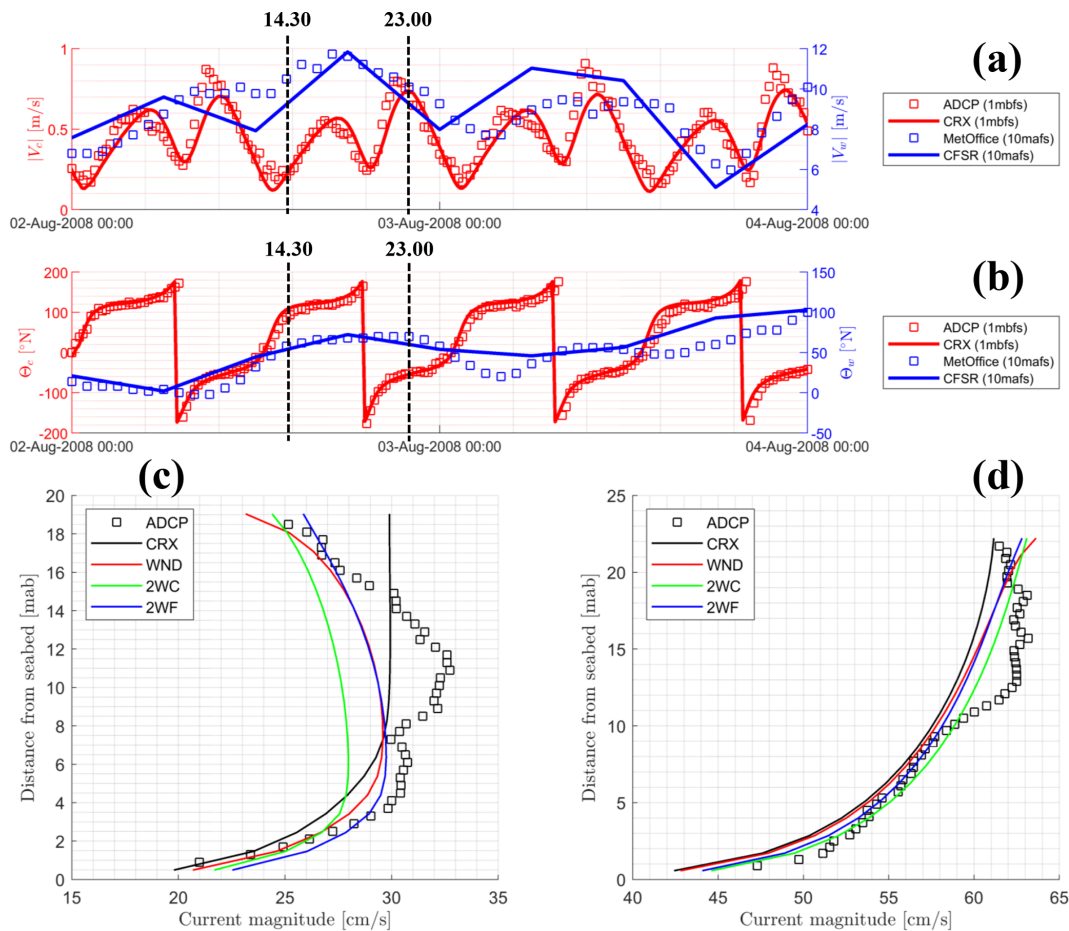 14.30 23.00
(a)
1 12
10
0.5 8
6
0 4
|V_c| [m/s]
|V_w| [m/s]
02-Aug-2008 00:00 03-Aug-2008 00:00 04-Aug-2008 00:00
ADCP (1mbfs)
CRX (1mbfs)
MetOffice (10mafs)
CFSR (10mafs)
14.30 23.00
(b)
200 150
100 100
0 50
-100 0
-200 -50
Θ_c [°N]
Θ_w [°N]
02-Aug-2008 00:00 03-Aug-2008 00:00 04-Aug-2008 00:00
ADCP (1mbfs)
CRX (1mbfs)
MetOffice (10mafs)
CFSR (10mafs)
(c)
20
18
16
14
12
10
8
6
4
2
0
Distance from seabed [mab]
ADCP
CRX
WND
2WC
2WF
15 20 25 30 35
Current magnitude [cm/s]
(d)
25
20
15
10
5
0
Distance from seabed [mab]
ADCP
CRX
WND
2WC
2WF
40 45 50 55 60 65
Current magnitude [cm/s]